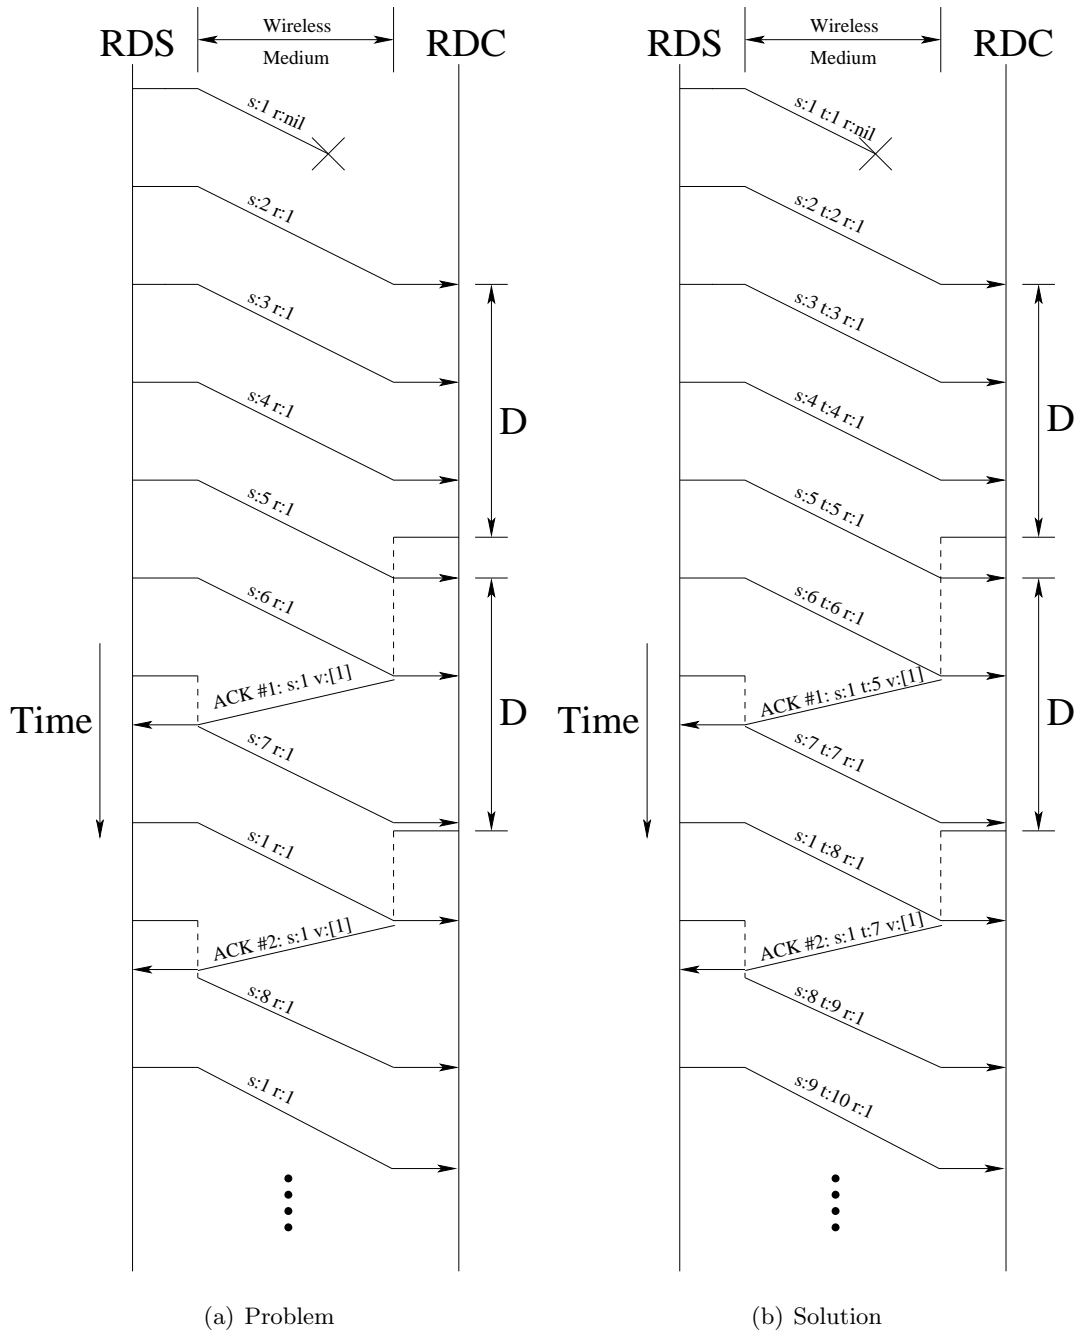 RDS
Wireless
Medium
RDC
s:1 r:nil
s:2 r:1
s:3 r:1
s:4 r:1
D
s:5 r:1
s:6 r:1
ACK #1: s:1 v:[1]
Time
D
s:7 r:1
s:1 r:1
ACK #2: s:1 v:[1]
s:8 r:1
s:1 r:1
(a) Problem
RDS
Wireless
Medium
RDC
s:1 t:1 r:nil
s:2 t:2 r:1
s:3 t:3 r:1
s:4 t:4 r:1
D
s:5 t:5 r:1
s:6 t:6 r:1
ACK #1: s:1 t:5 v:[1]
Time
D
s:7 t:7 r:1
s:1 t:8 r:1
ACK #2: s:1 t:7 v:[1]
s:8 t:9 r:1
s:9 t:10 r:1
(b) Solution